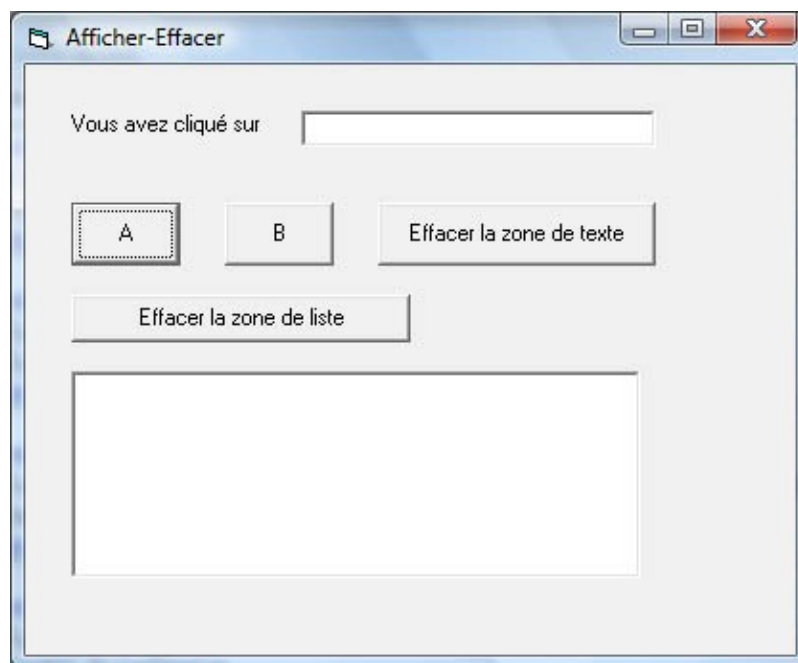 Afficher-Effacer
Vous avez cliqué sur
A B Effacer la zone de texte
Effacer la zone de liste